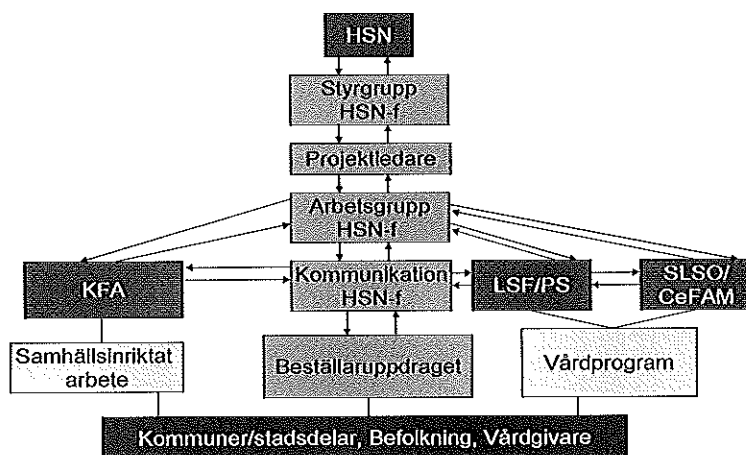 HSN
Styrgrupp
HSN-f
Projektledare
Arbetsgrupp
HSN-f
KFA
Kommunikation
HSN-f
LSF/PS
SLSO/
CeFAM
Samhällsinriktat
arbete
Beställaruppdraget
Vårdprogram
Kommuner/stadsdelar, Befolkning, Vårdgivare